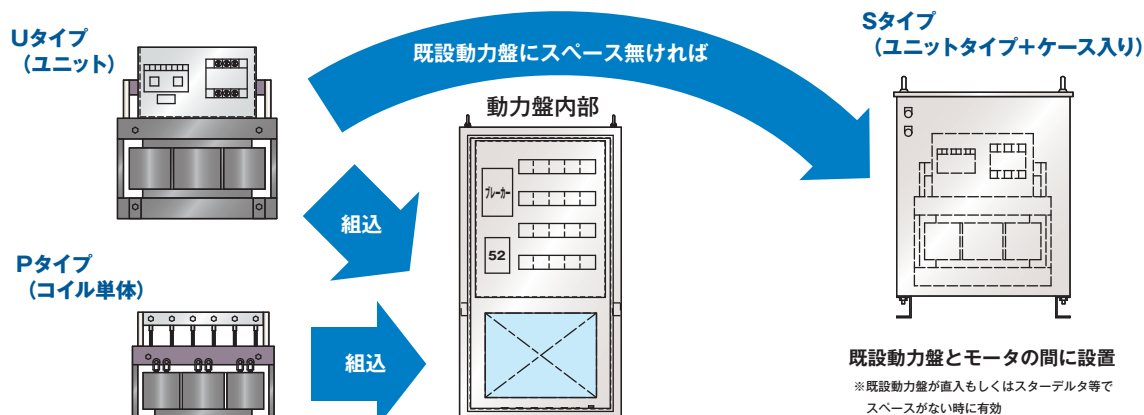 Uタイプ
（ユニット）
既設動力盤にスペース無ければ
Sタイプ
（ユニットタイプ＋ケース入り）
動力盤内部
ブレーカー
組込
52
Pタイプ
（コイル単体）
組込
既設動力盤とモータの間に設置
※既設動力盤が直入もしくはスターデルタ等で
スペースがない時に有効